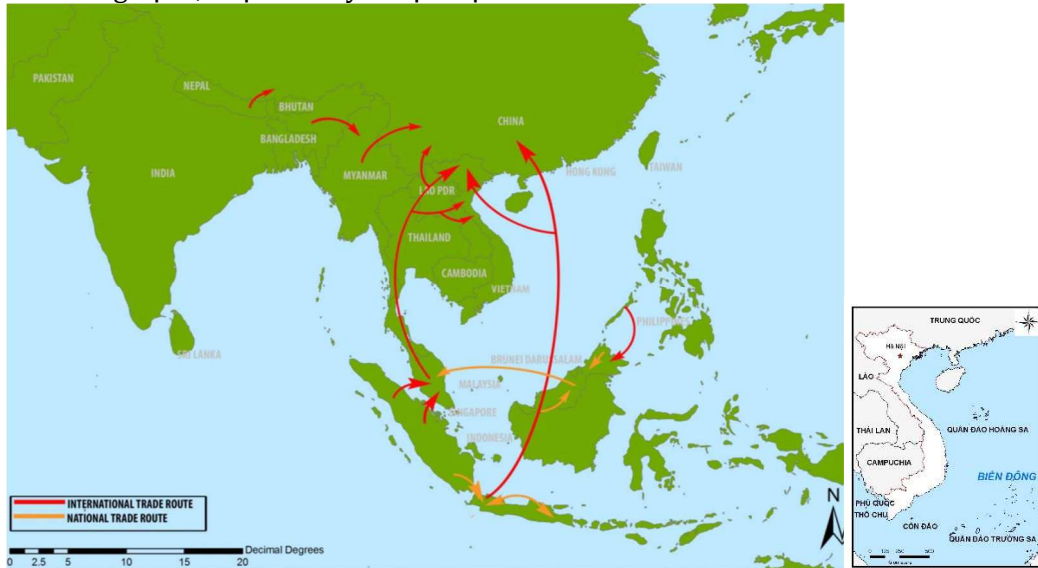 PAKISTAN
NEPAL
BHUTAN
CHINA
BANGLADESH
INDIA
MYANMAR
HONG KONG
TAIWAN
LAO PDR
THAILAND
CAMBODIA
VIETNAM
PHILIPPINES
SRI LANKA
BRUNEI DARUSSALAM
MALAYSIA
SINGAPORE
INDONESIA
INTERNATIONAL TRADE ROUTE
NATIONAL TRADE ROUTE
Decimal Degrees
0 2.5 5 10 15 20
N
TRUNG QUỐC
Hà Nội
LÀO
THÁI LAN
QUẦN ĐẢO HOÀNG SA
CAMPUCHIA
BIỂN ĐÔNG
PHÚ QUỐC
THỔ CHU
CÔN ĐẢO
QUẦN ĐẢO TRƯỜNG SA